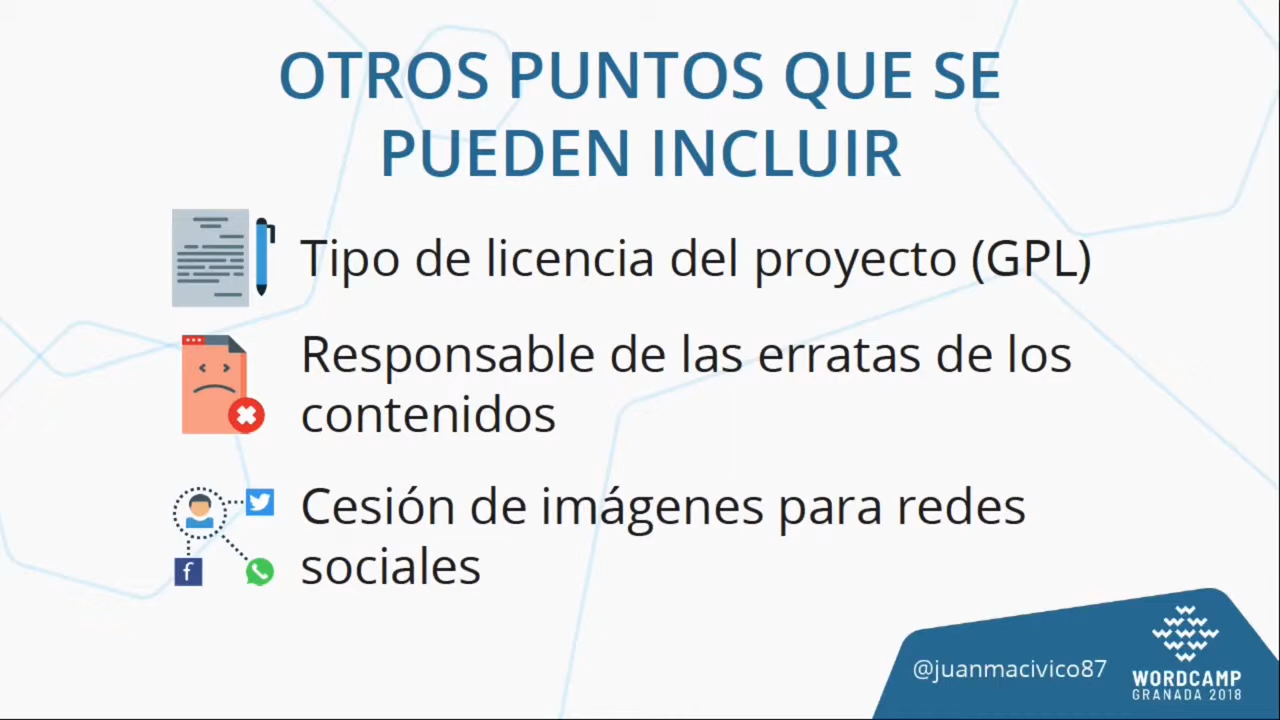 OTROS PUNTOS QUE SE
PUEDEN INCLUIR
Tipo de licencia del proyecto (GPL)
Responsable de las erratas de los
contenidos
Cesión de imágenes para redes
sociales
@juanmacivico87
WORDCAMP
GRANADA 2018